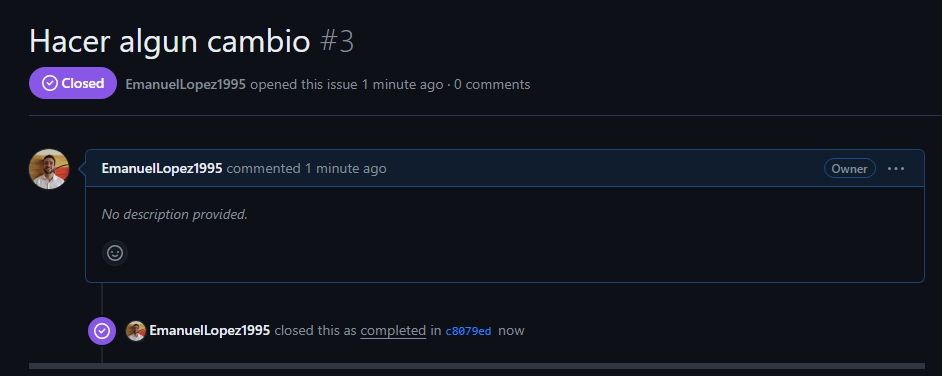 Hacer algun cambio #3
Closed EmanuelLopez1995 opened this issue 1 minute ago · 0 comments
EmanuelLopez1995 commented 1 minute ago Owner ···
No description provided.
EmanuelLopez1995 closed this as completed in c8079ed now